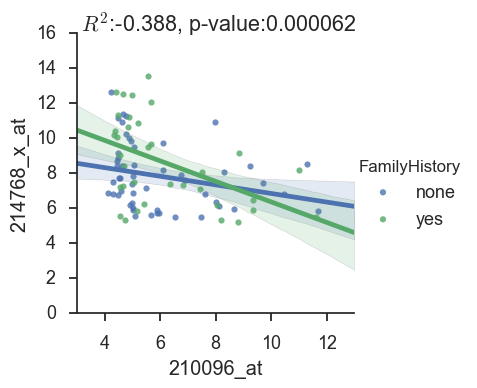 R²:-0.388, p-value:0.000062
16
14
12
10
8
6
4
2
0
214768_x_at
4 6 8 10 12
210096_at
FamilyHistory
none
yes